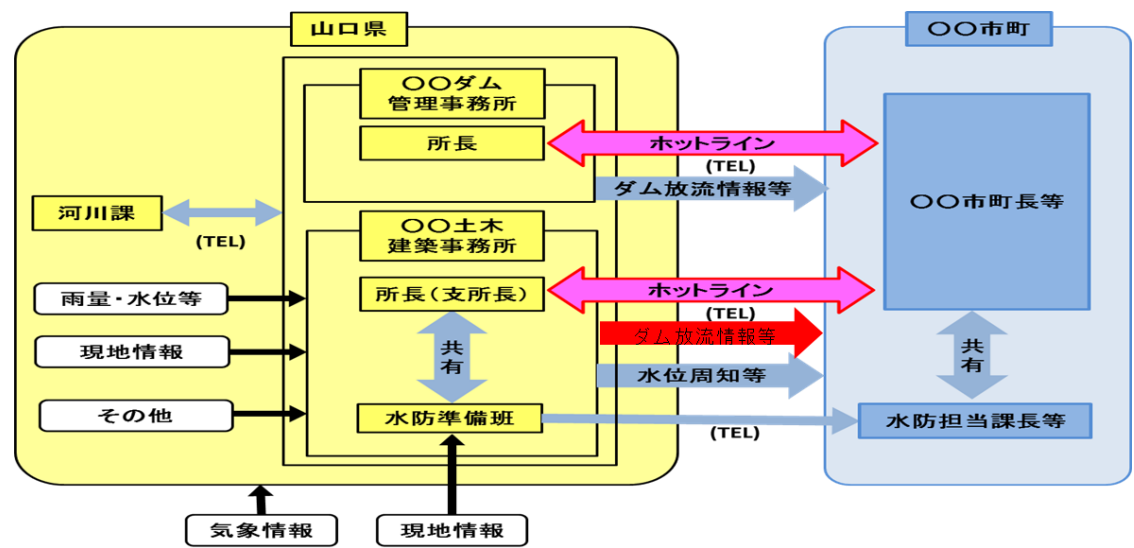 山口県
〇〇市町
〇〇ダム
管理事務所
所長
ホットライン
(TEL)
ダム放流情報等
〇〇市町長等
河川課
(TEL)
〇〇土木
建築事務所
所長(支所長)
ホットライン
(TEL)
雨量・水位等
ダム放流情報等
現地情報
共有
共有
水位周知等
その他
水防準備班
(TEL)
水防担当課長等
気象情報
現地情報